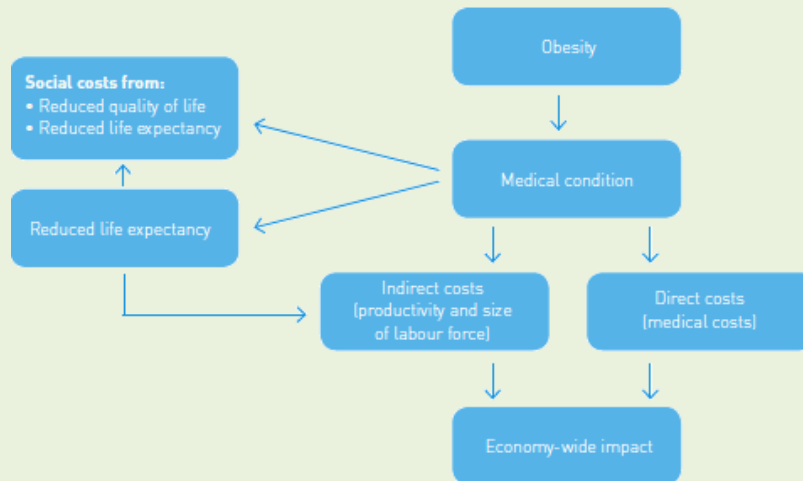 Obesity
Social costs from:
• Reduced quality of life
• Reduced life expectancy
Medical condition
Reduced life expectancy
Indirect costs
(productivity and size
of labour force)
Direct costs
(medical costs)
Economy-wide impact